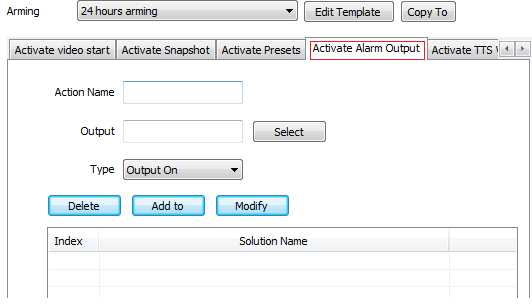 Arming 24 hours arming Edit Template Copy To
Activate video start Activate Snapshot Activate Presets Activate Alarm Output Activate TTS
Action Name
Output Select
Type Output On
Delete Add to Modify
Index Solution Name